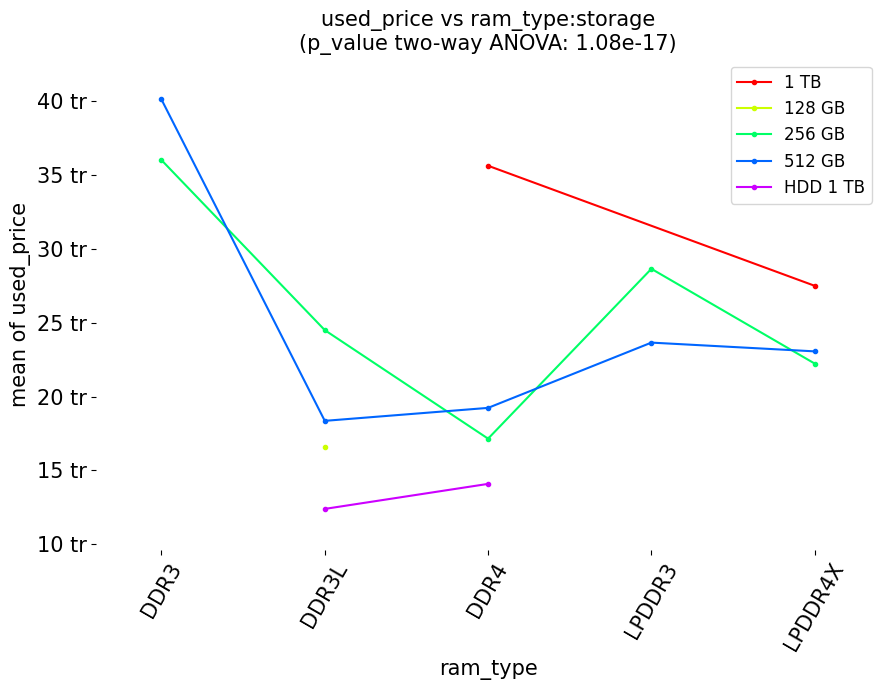 used_price vs ram_type:storage
(p_value two-way ANOVA: 1.08e-17)
1 TB
128 GB
256 GB
512 GB
HDD 1 TB
40 tr
35 tr
30 tr
25 tr
20 tr
15 tr
10 tr
mean of used_price
DDR3
DDR3L
DDR4
LPDDR3
LPDDR4X
ram_type